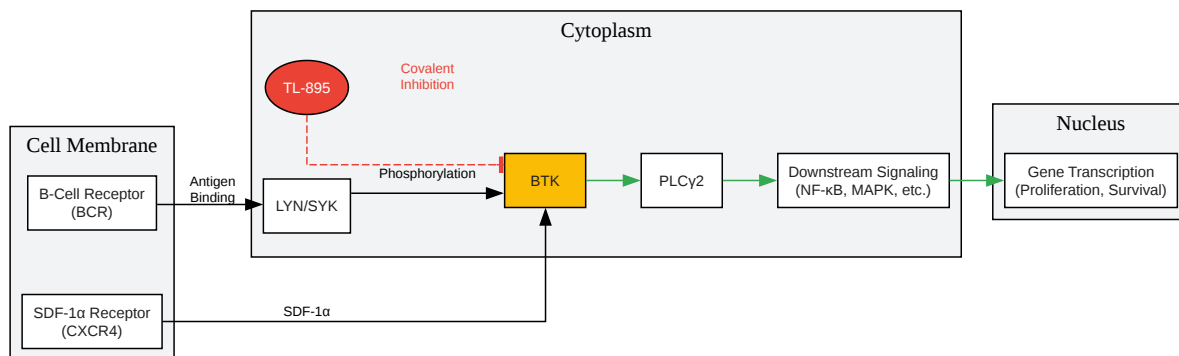 Cytoplasm
TL-895
Covalent
Inhibition
Cell Membrane
B-Cell Receptor
(BCR)
Antigen
Binding
LYN/SYK
Phosphorylation
BTK
PLCγ2
Downstream Signaling
(NF-κB, MAPK, etc.)
Nucleus
Gene Transcription
(Proliferation, Survival)
SDF-1α Receptor
(CXCR4)
SDF-1α